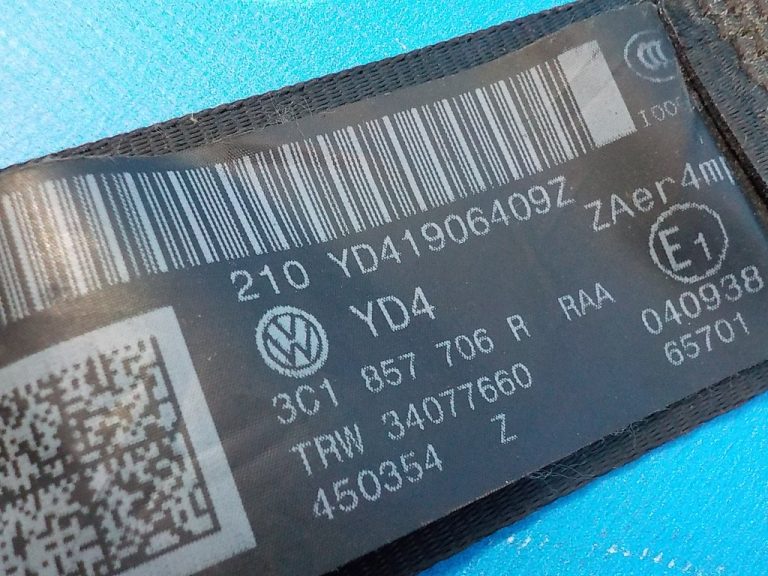 210 YD41906409Z
ZAer4m
E1
YD4
3C1 857 706 R RAA
040938
65701
TRW 34077660
450354 Z